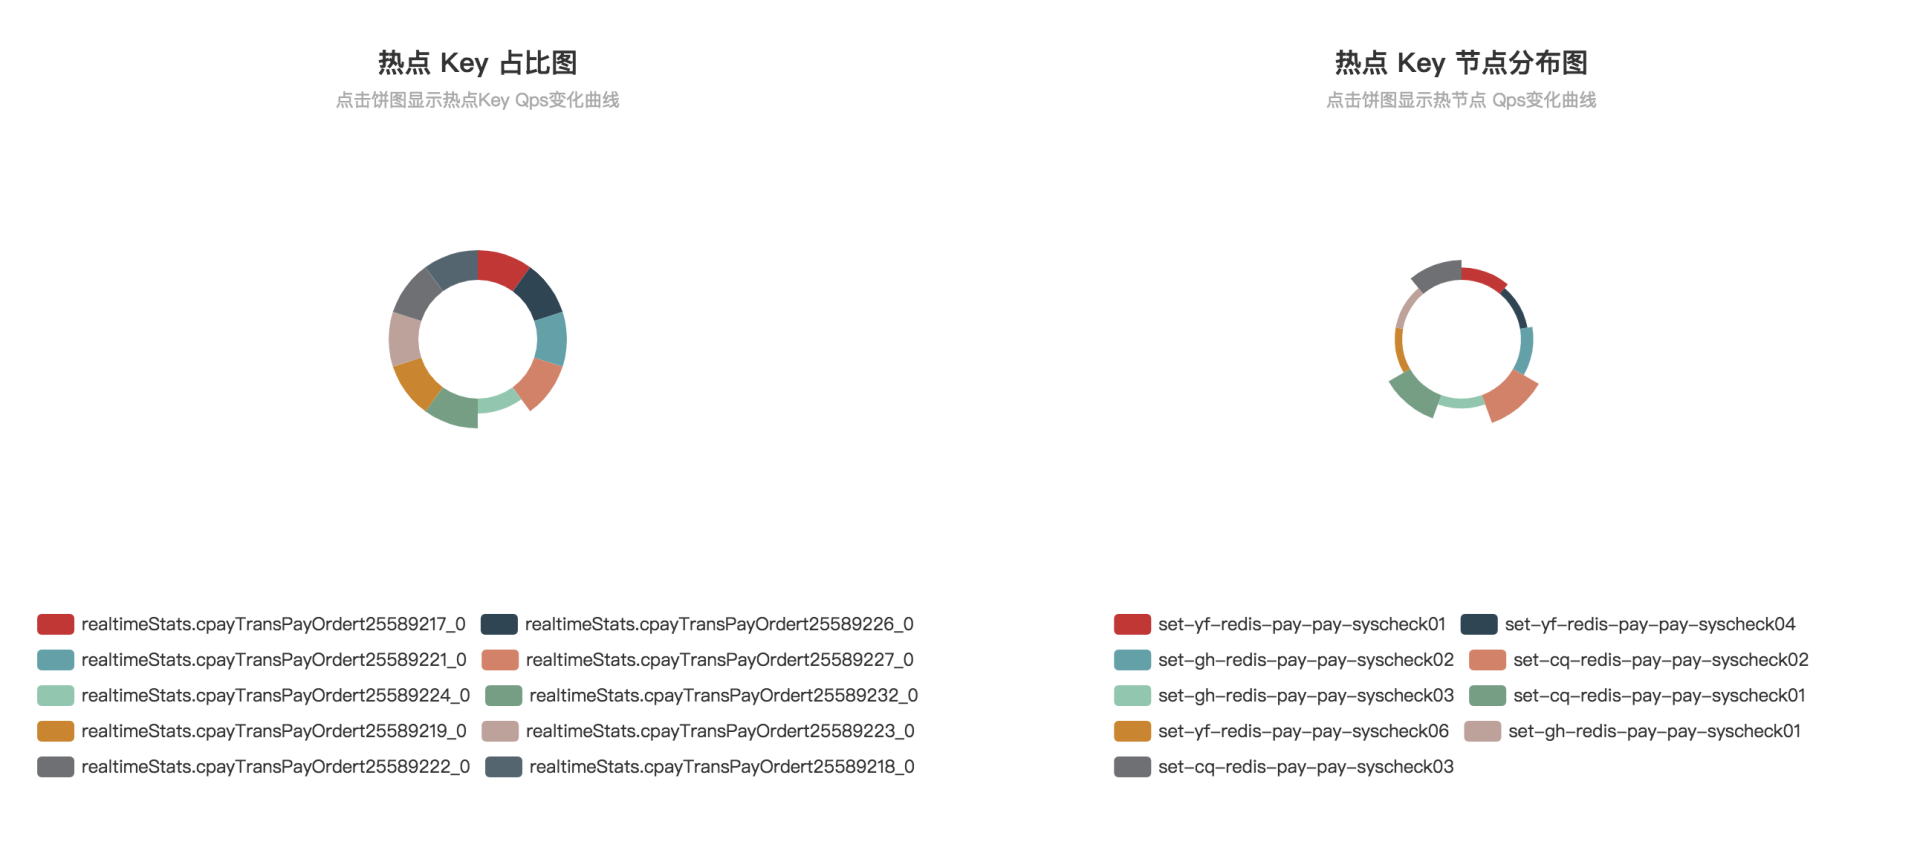 热点 Key 占比图
点击饼图显示热点Key Qps变化曲线
realtimeStats.cpayTransPayOrdert25589217_0
realtimeStats.cpayTransPayOrdert25589226_0
realtimeStats.cpayTransPayOrdert25589221_0
realtimeStats.cpayTransPayOrdert25589227_0
realtimeStats.cpayTransPayOrdert25589224_0
realtimeStats.cpayTransPayOrdert25589232_0
realtimeStats.cpayTransPayOrdert25589219_0
realtimeStats.cpayTransPayOrdert25589223_0
realtimeStats.cpayTransPayOrdert25589222_0
realtimeStats.cpayTransPayOrdert25589218_0
热点 Key 节点分布图
点击饼图显示热节点 Qps变化曲线
set-yf-redis-pay-pay-syscheck01
set-yf-redis-pay-pay-syscheck04
set-gh-redis-pay-pay-syscheck02
set-cq-redis-pay-pay-syscheck02
set-gh-redis-pay-pay-syscheck03
set-cq-redis-pay-pay-syscheck01
set-yf-redis-pay-pay-syscheck06
set-gh-redis-pay-pay-syscheck01
set-cq-redis-pay-pay-syscheck03